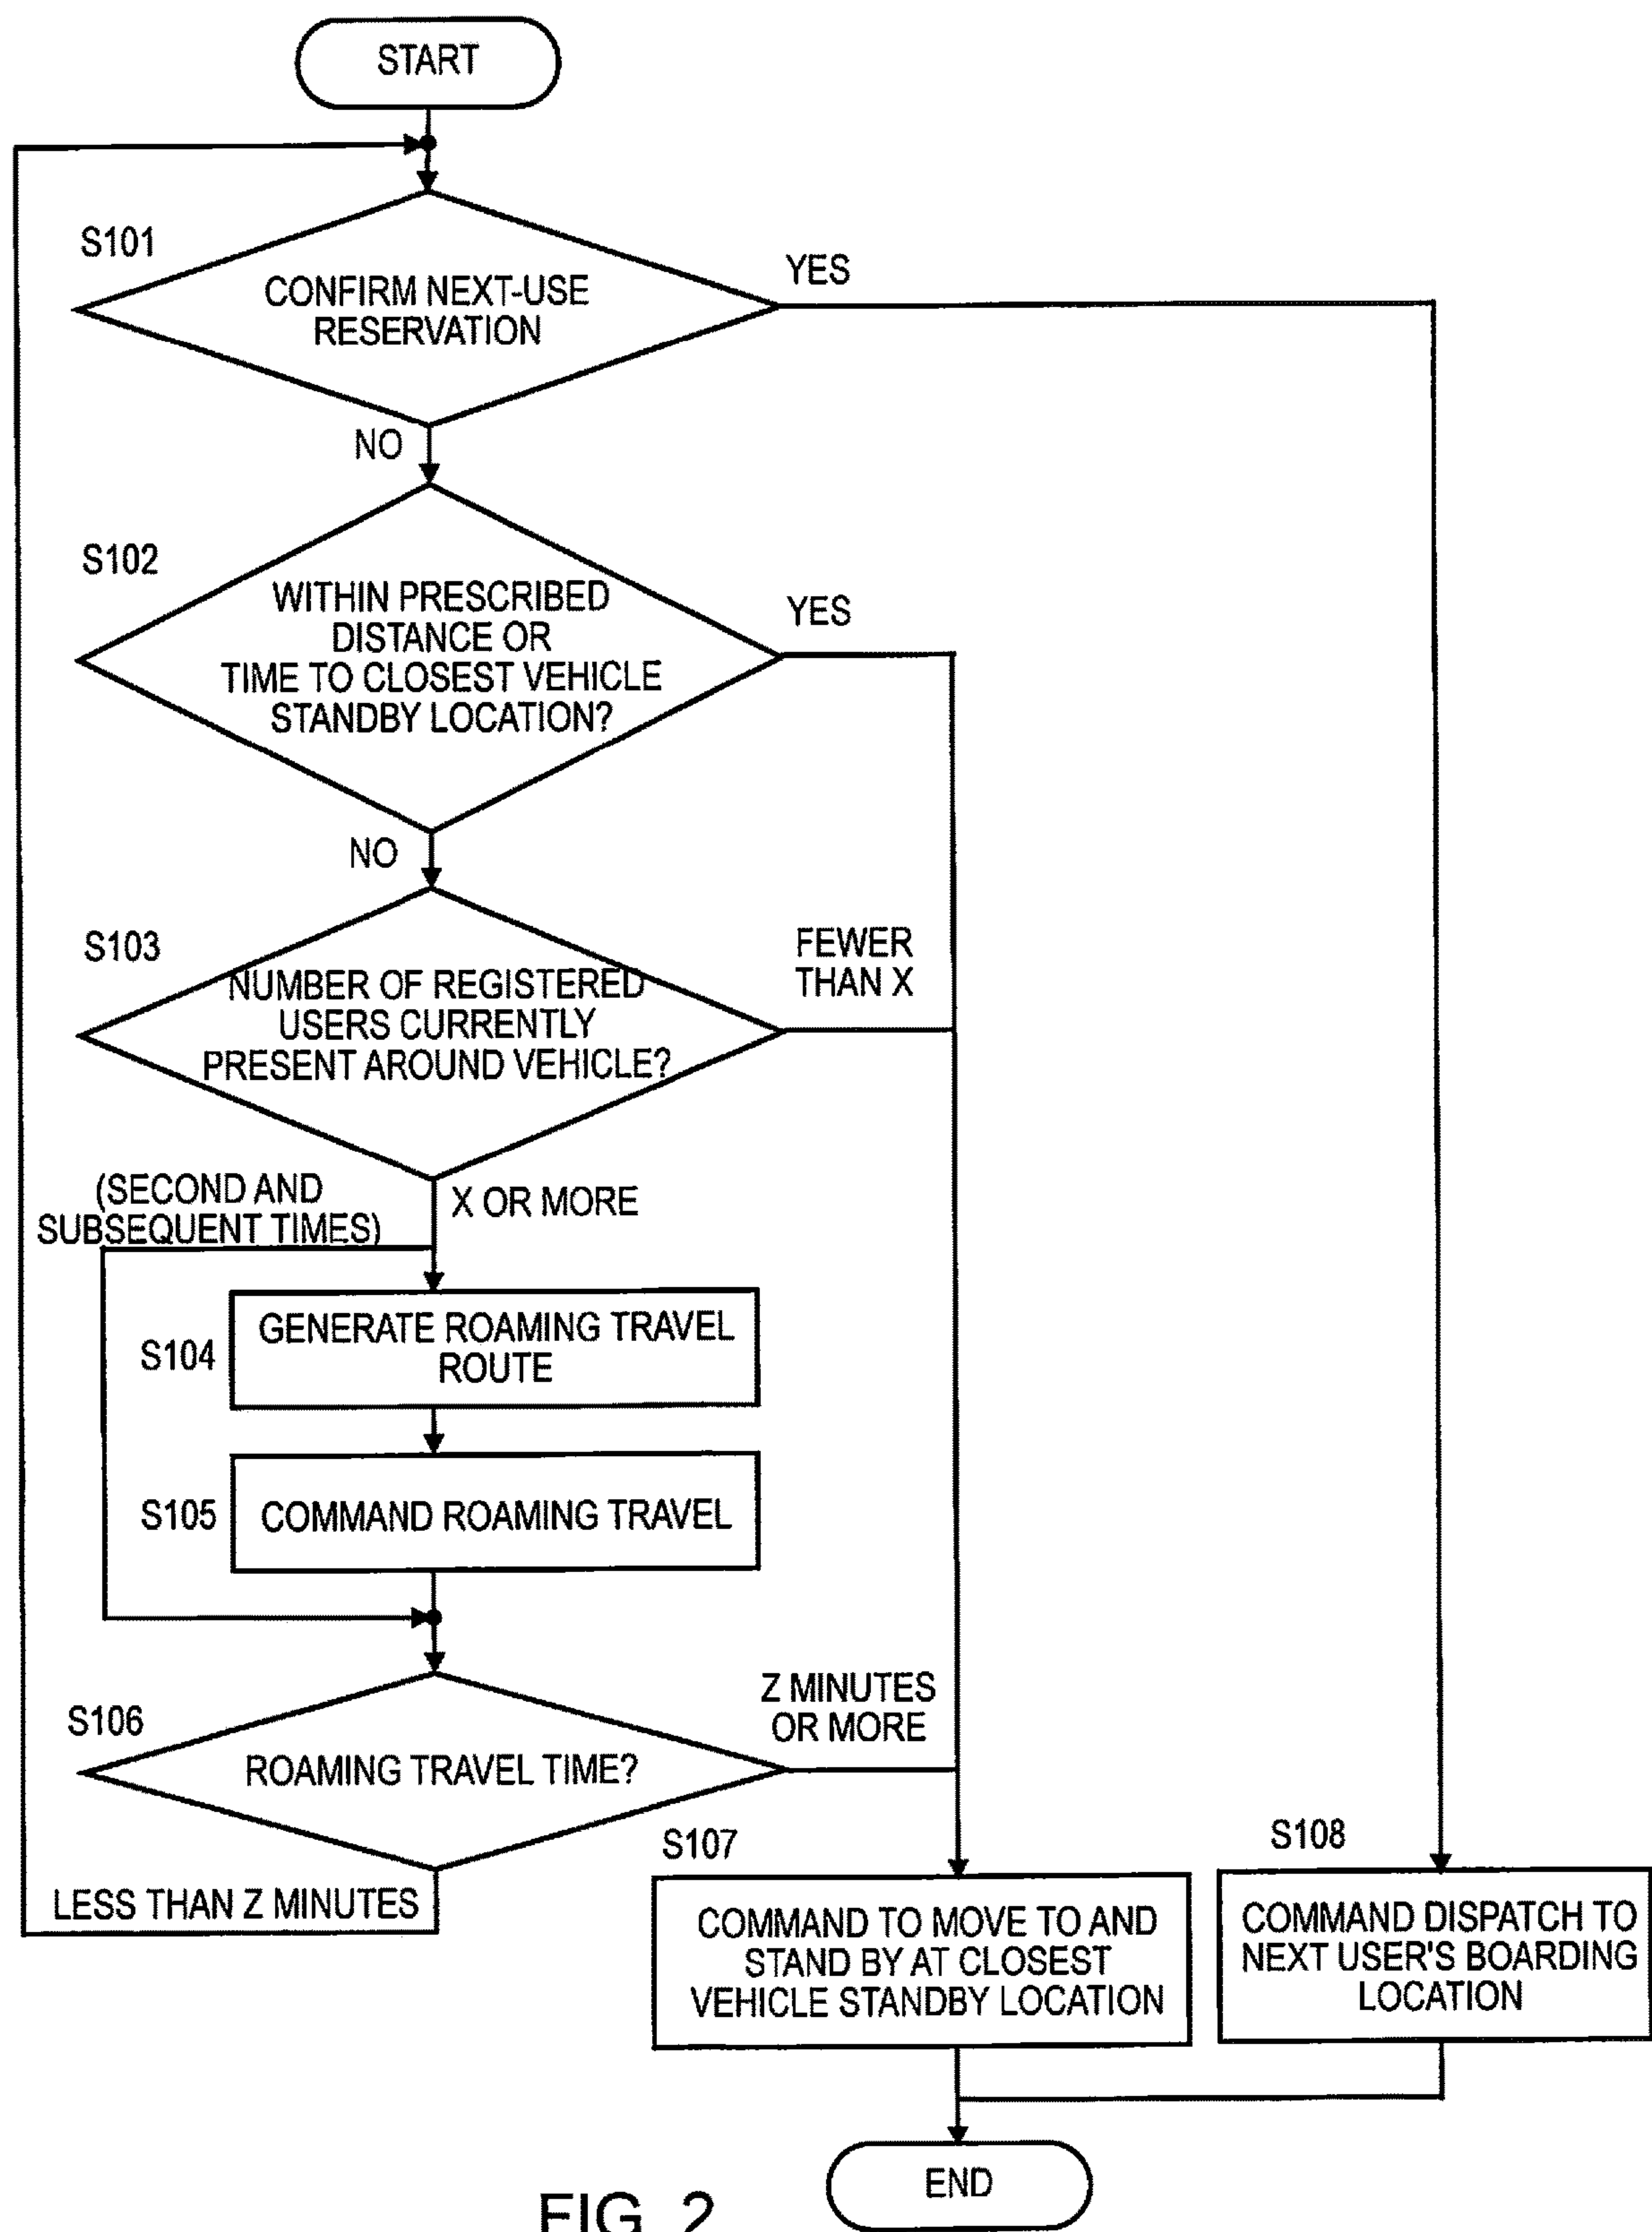 START
S101
CONFIRM NEXT-USE
RESERVATION
YES
NO
S102
WITHIN PRESCRIBED
DISTANCE OR
TIME TO CLOSEST VEHICLE
STANDBY LOCATION?
YES
NO
S103
NUMBER OF REGISTERED
USERS CURRENTLY
PRESENT AROUND VEHICLE?
FEWER
THAN X
(SECOND AND
SUBSEQUENT TIMES)
X OR MORE
S104
GENERATE ROAMING TRAVEL
ROUTE
S105
COMMAND ROAMING TRAVEL
S106
ROAMING TRAVEL TIME?
Z MINUTES
OR MORE
LESS THAN Z MINUTES
S107
COMMAND TO MOVE TO AND
STAND BY AT CLOSEST
VEHICLE STANDBY LOCATION
S108
COMMAND DISPATCH TO
NEXT USER'S BOARDING
LOCATION
END
FIG. 2